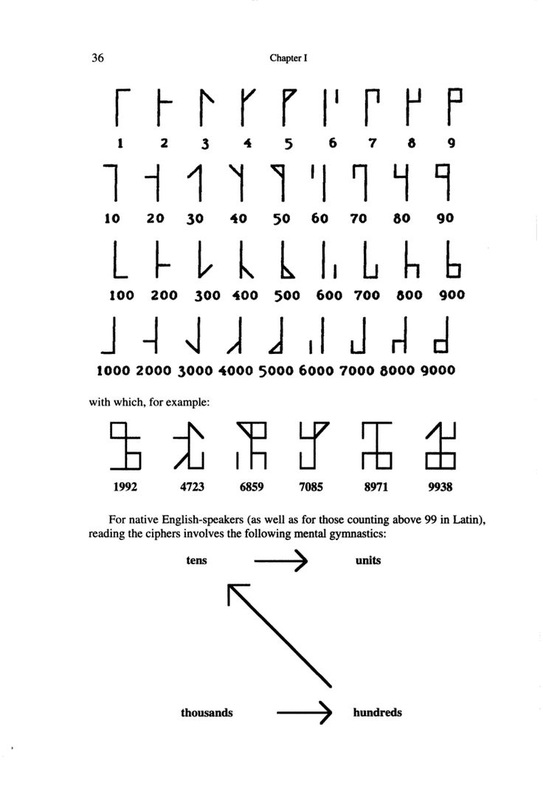 36
Chapter I
1 2 3 4 5 6 7 8 9
10 20 30 40 50 60 70 80 90
100 200 300 400 500 600 700 800 900
1000 2000 3000 4000 5000 6000 7000 8000 9000
with which, for example:
1992 4723 6859 7085 8971 9938
For native English-speakers (as well as for those counting above 99 in Latin),
reading the ciphers involves the following mental gymnastics:
tens units
thousands hundreds